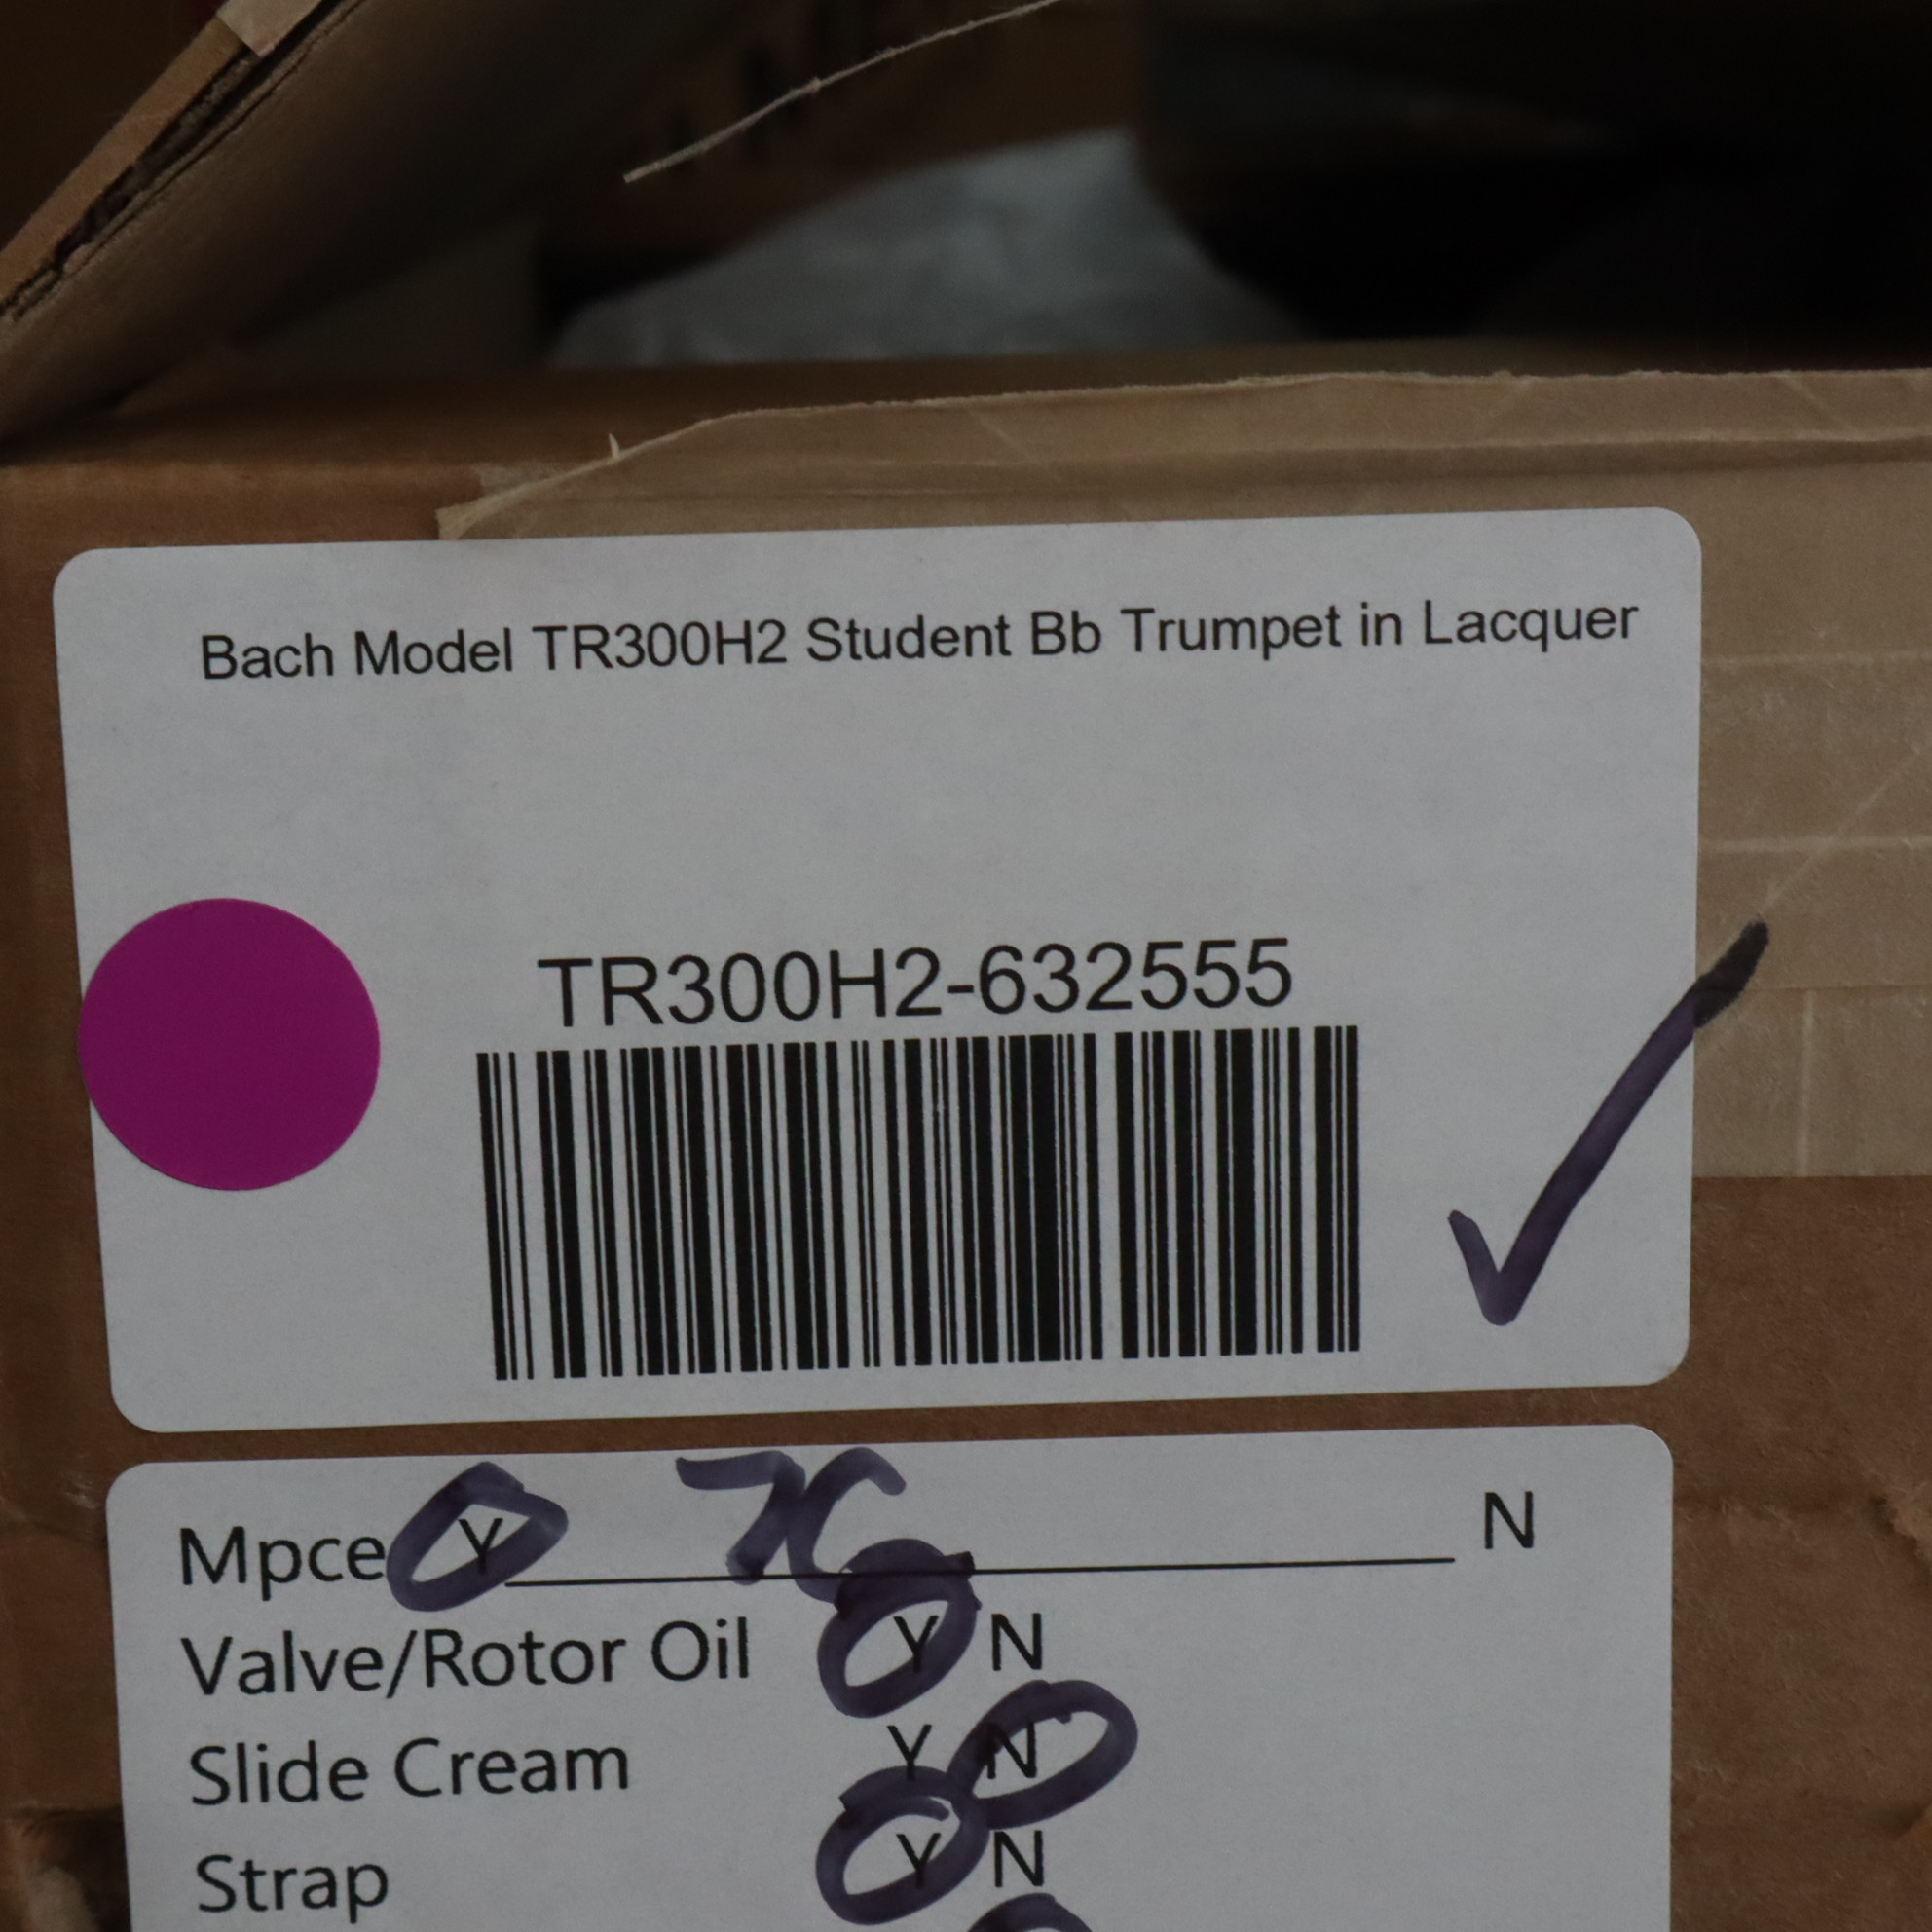 Bach Model TR300H2 Student Bb Trumpet in Lacquer
TR300H2-632555
Mpce Y 7C N
Valve/Rotor Oil Y N
Slide Cream Y N
Strap Y N